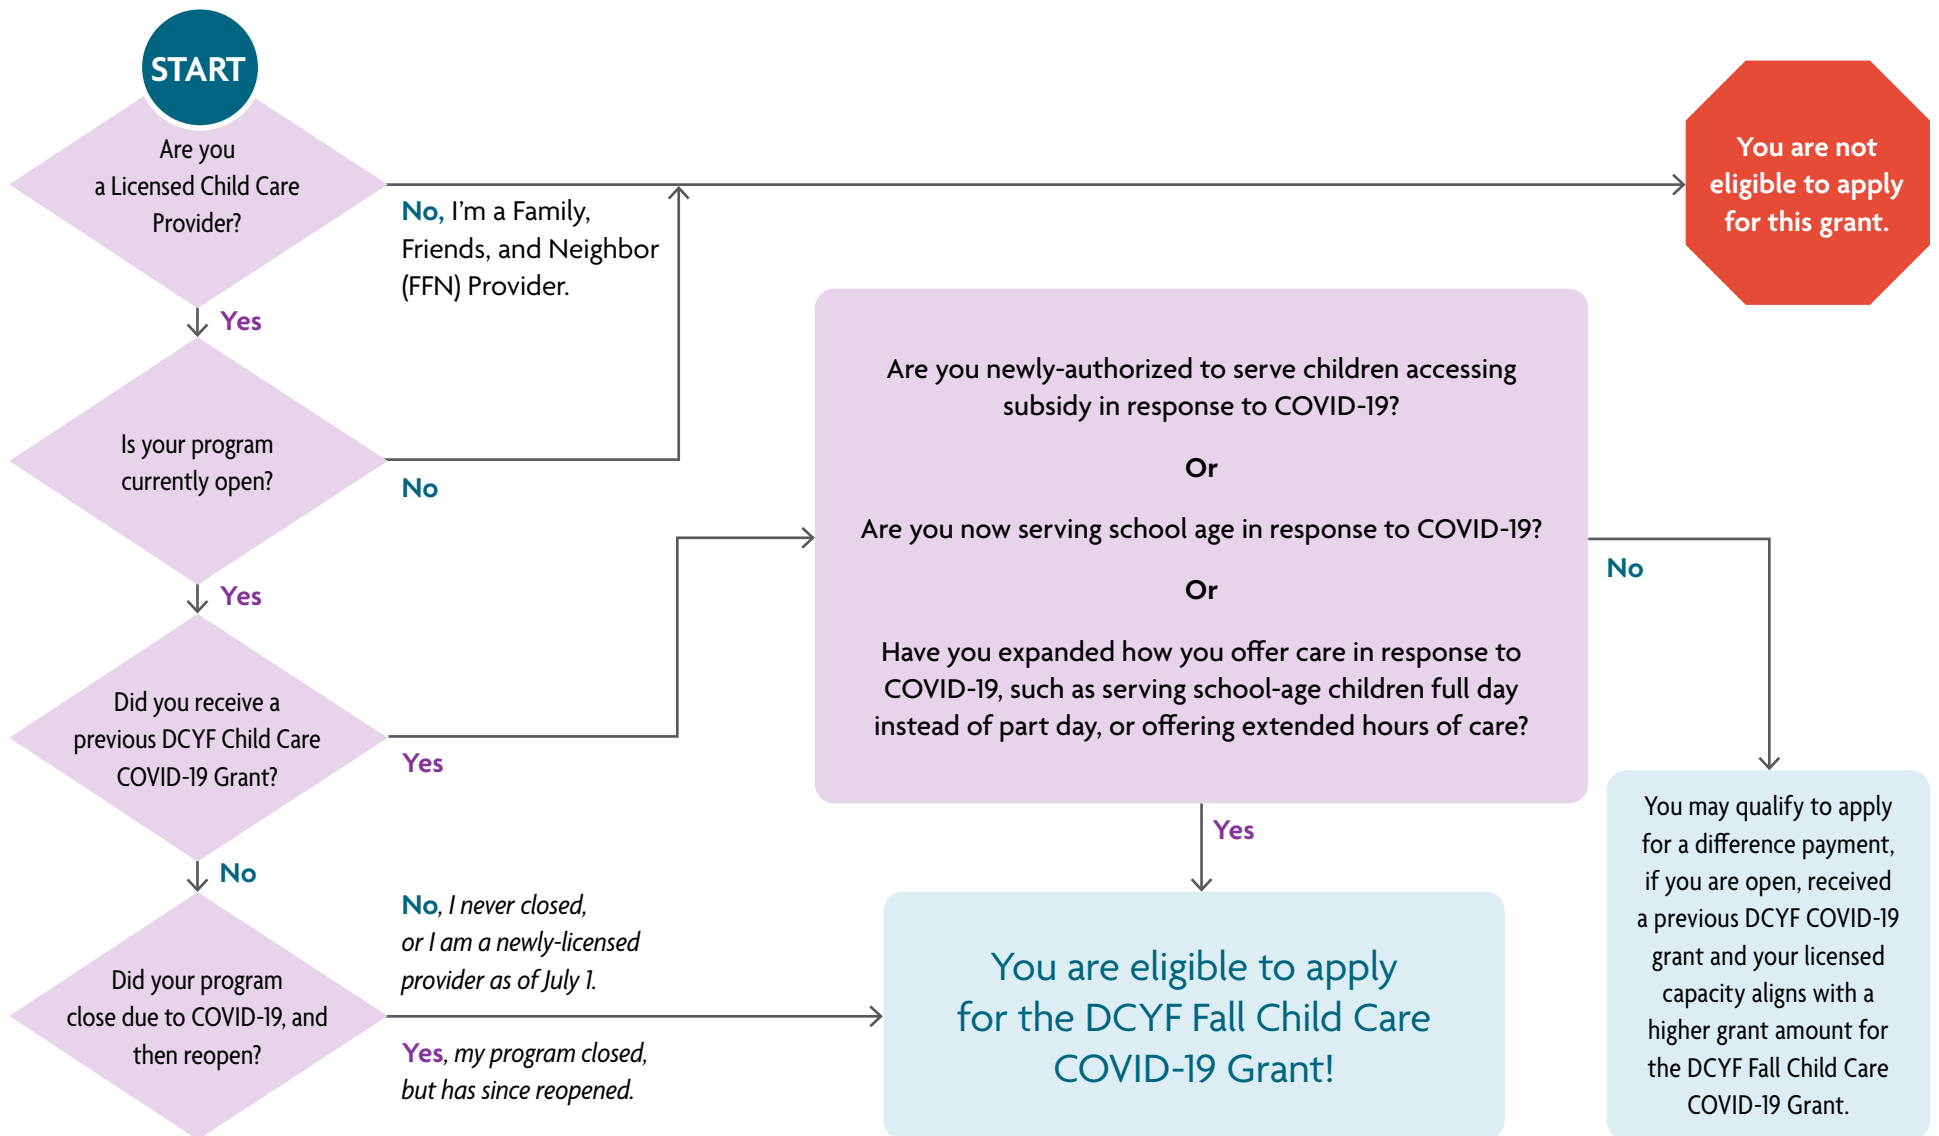 START
Are you
a Licensed Child Care
Provider?
No, I’m a Family,
Friends, and Neighbor
(FFN) Provider.
You are not
eligible to apply
for this grant.
Yes
Is your program
currently open?
No
Yes
Did you receive a
previous DCYF Child Care
COVID-19 Grant?
Yes
Are you newly-authorized to serve children accessing
subsidy in response to COVID-19?
Or
Are you now serving school age in response to COVID-19?
Or
Have you expanded how you offer care in response to
COVID-19, such as serving school-age children full day
instead of part day, or offering extended hours of care?
No
You may qualify to apply
for a difference payment,
if you are open, received
a previous DCYF COVID-19
grant and your licensed
capacity aligns with a
higher grant amount for
the DCYF Fall Child Care
COVID-19 Grant.
Yes
No
Did your program
close due to COVID-19, and
then reopen?
No, I never closed,
or I am a newly-licensed
provider as of July 1.
Yes, my program closed,
but has since reopened.
You are eligible to apply
for the DCYF Fall Child Care
COVID-19 Grant!